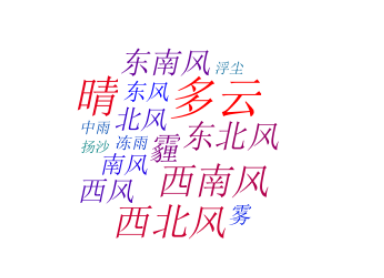 东南风 浮尘
晴 东风 多云
中雨 北风
扬沙 冻雨 霾 东北风
南风
西风 西南风
西北风 雾